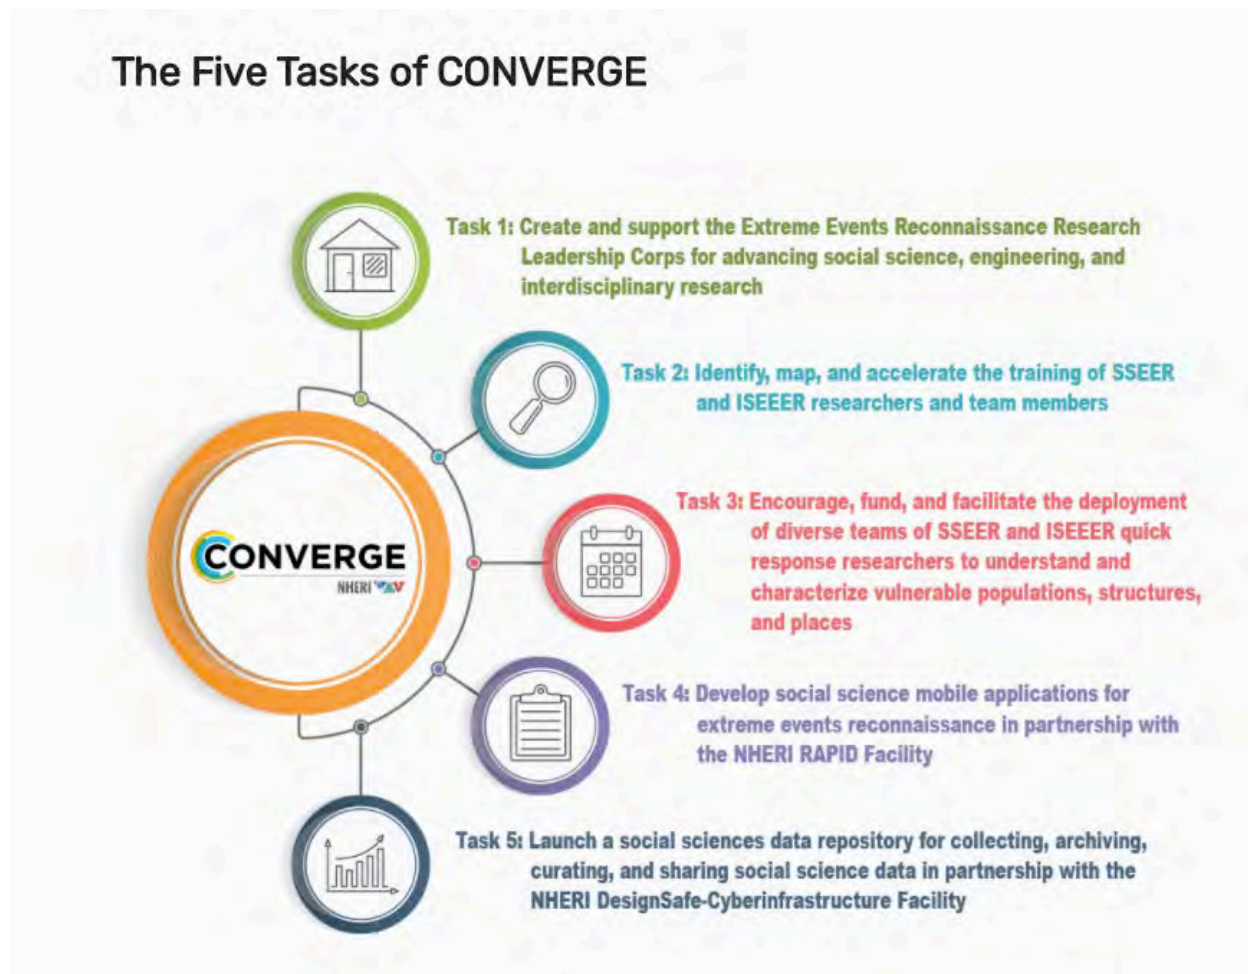 The Five Tasks of CONVERGE
Task 1: Create and support the Extreme Events Reconnaissance Research
Leadership Corps for advancing social science, engineering, and
interdisciplinary research
Task 2: Identify, map, and accelerate the training of SSEER
and ISEEER researchers and team members
CONVERGE
NHERI
Task 3: Encourage, fund, and facilitate the deployment
of diverse teams of SSEER and ISEEER quick
response researchers to understand and
characterize vulnerable populations, structures,
and places
Task 4: Develop social science mobile applications for
extreme events reconnaissance in partnership with
the NHERI RAPID Facility
Task 5: Launch a social sciences data repository for collecting, archiving,
curating, and sharing social science data in partnership with the
NHERI DesignSafe-Cyberinfrastructure Facility